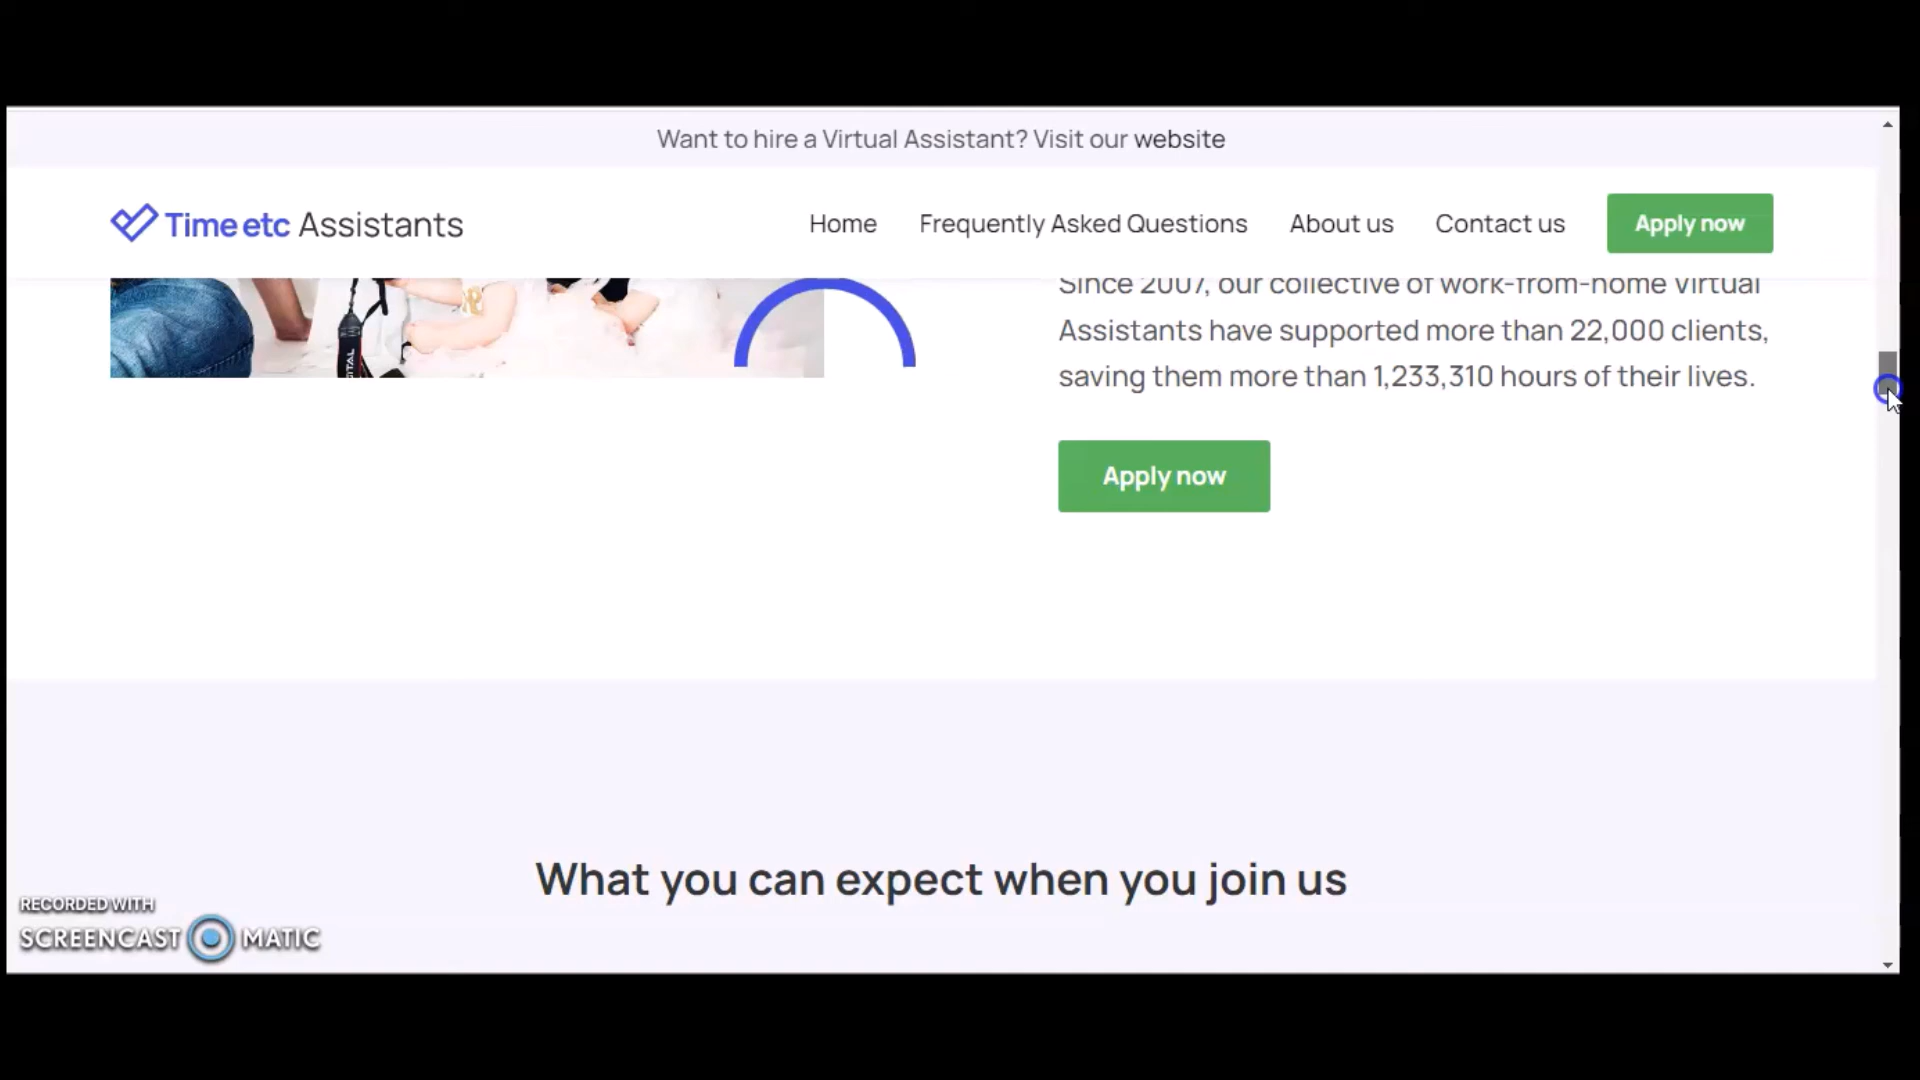 Want to hire a Virtual Assistant? Visit our website
Time etc Assistants
Home
Frequently Asked Questions
About us
Contact us
Apply now
Since 2007, our collective of work-from-home Virtual
Assistants have supported more than 22,000 clients,
saving them more than 1,233,310 hours of their lives.
Apply now
What you can expect when you join us
RECORDED WITH
SCREENCAST MATIC